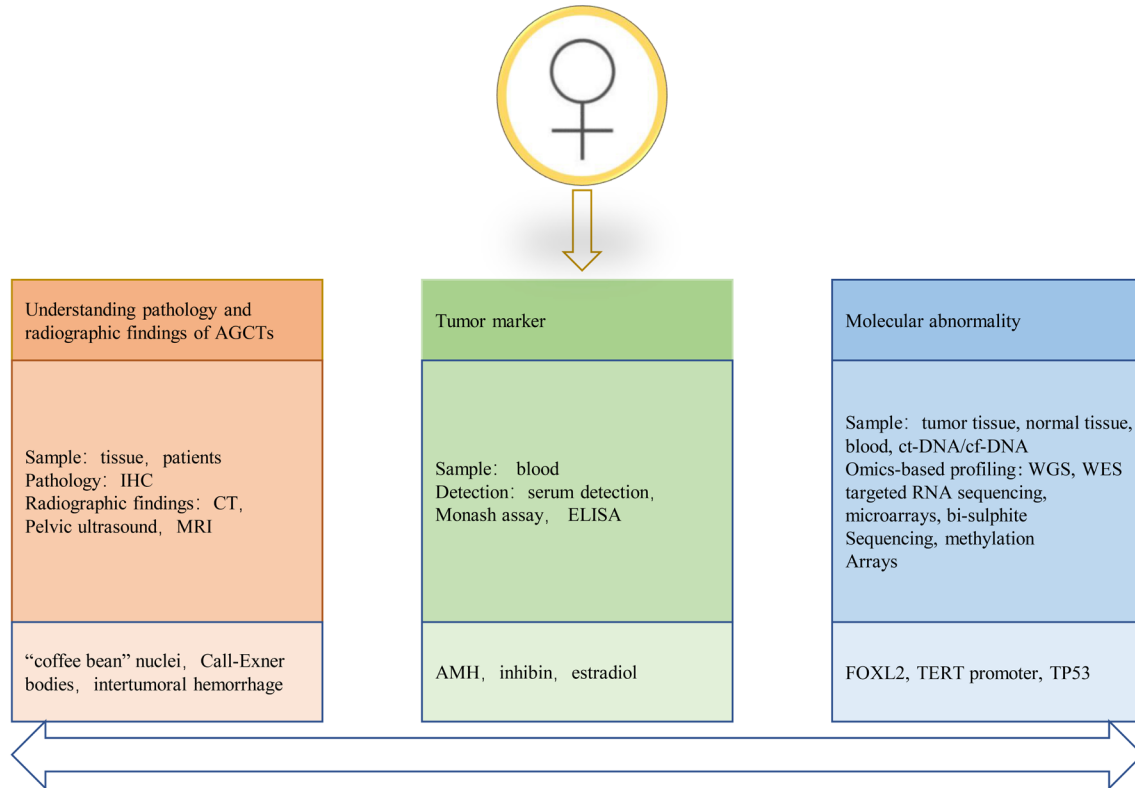 Understanding pathology and
radiographic findings of AGCTs
Sample： tissue， patients
Pathology： IHC
Radiographic findings： CT，
Pelvic ultrasound， MRI
“coffee bean” nuclei， Call-Exner
bodies， intertumoral hemorrhage
Tumor marker
Sample： blood
Detection： serum detection，
Monash assay， ELISA
AMH， inhibin， estradiol
Molecular abnormality
Sample： tumor tissue, normal tissue,
blood, ct-DNA/cf-DNA
Omics-based profiling：WGS, WES
targeted RNA sequencing,
microarrays, bi-sulphite
Sequencing, methylation
Arrays
FOXL2, TERT promoter, TP53